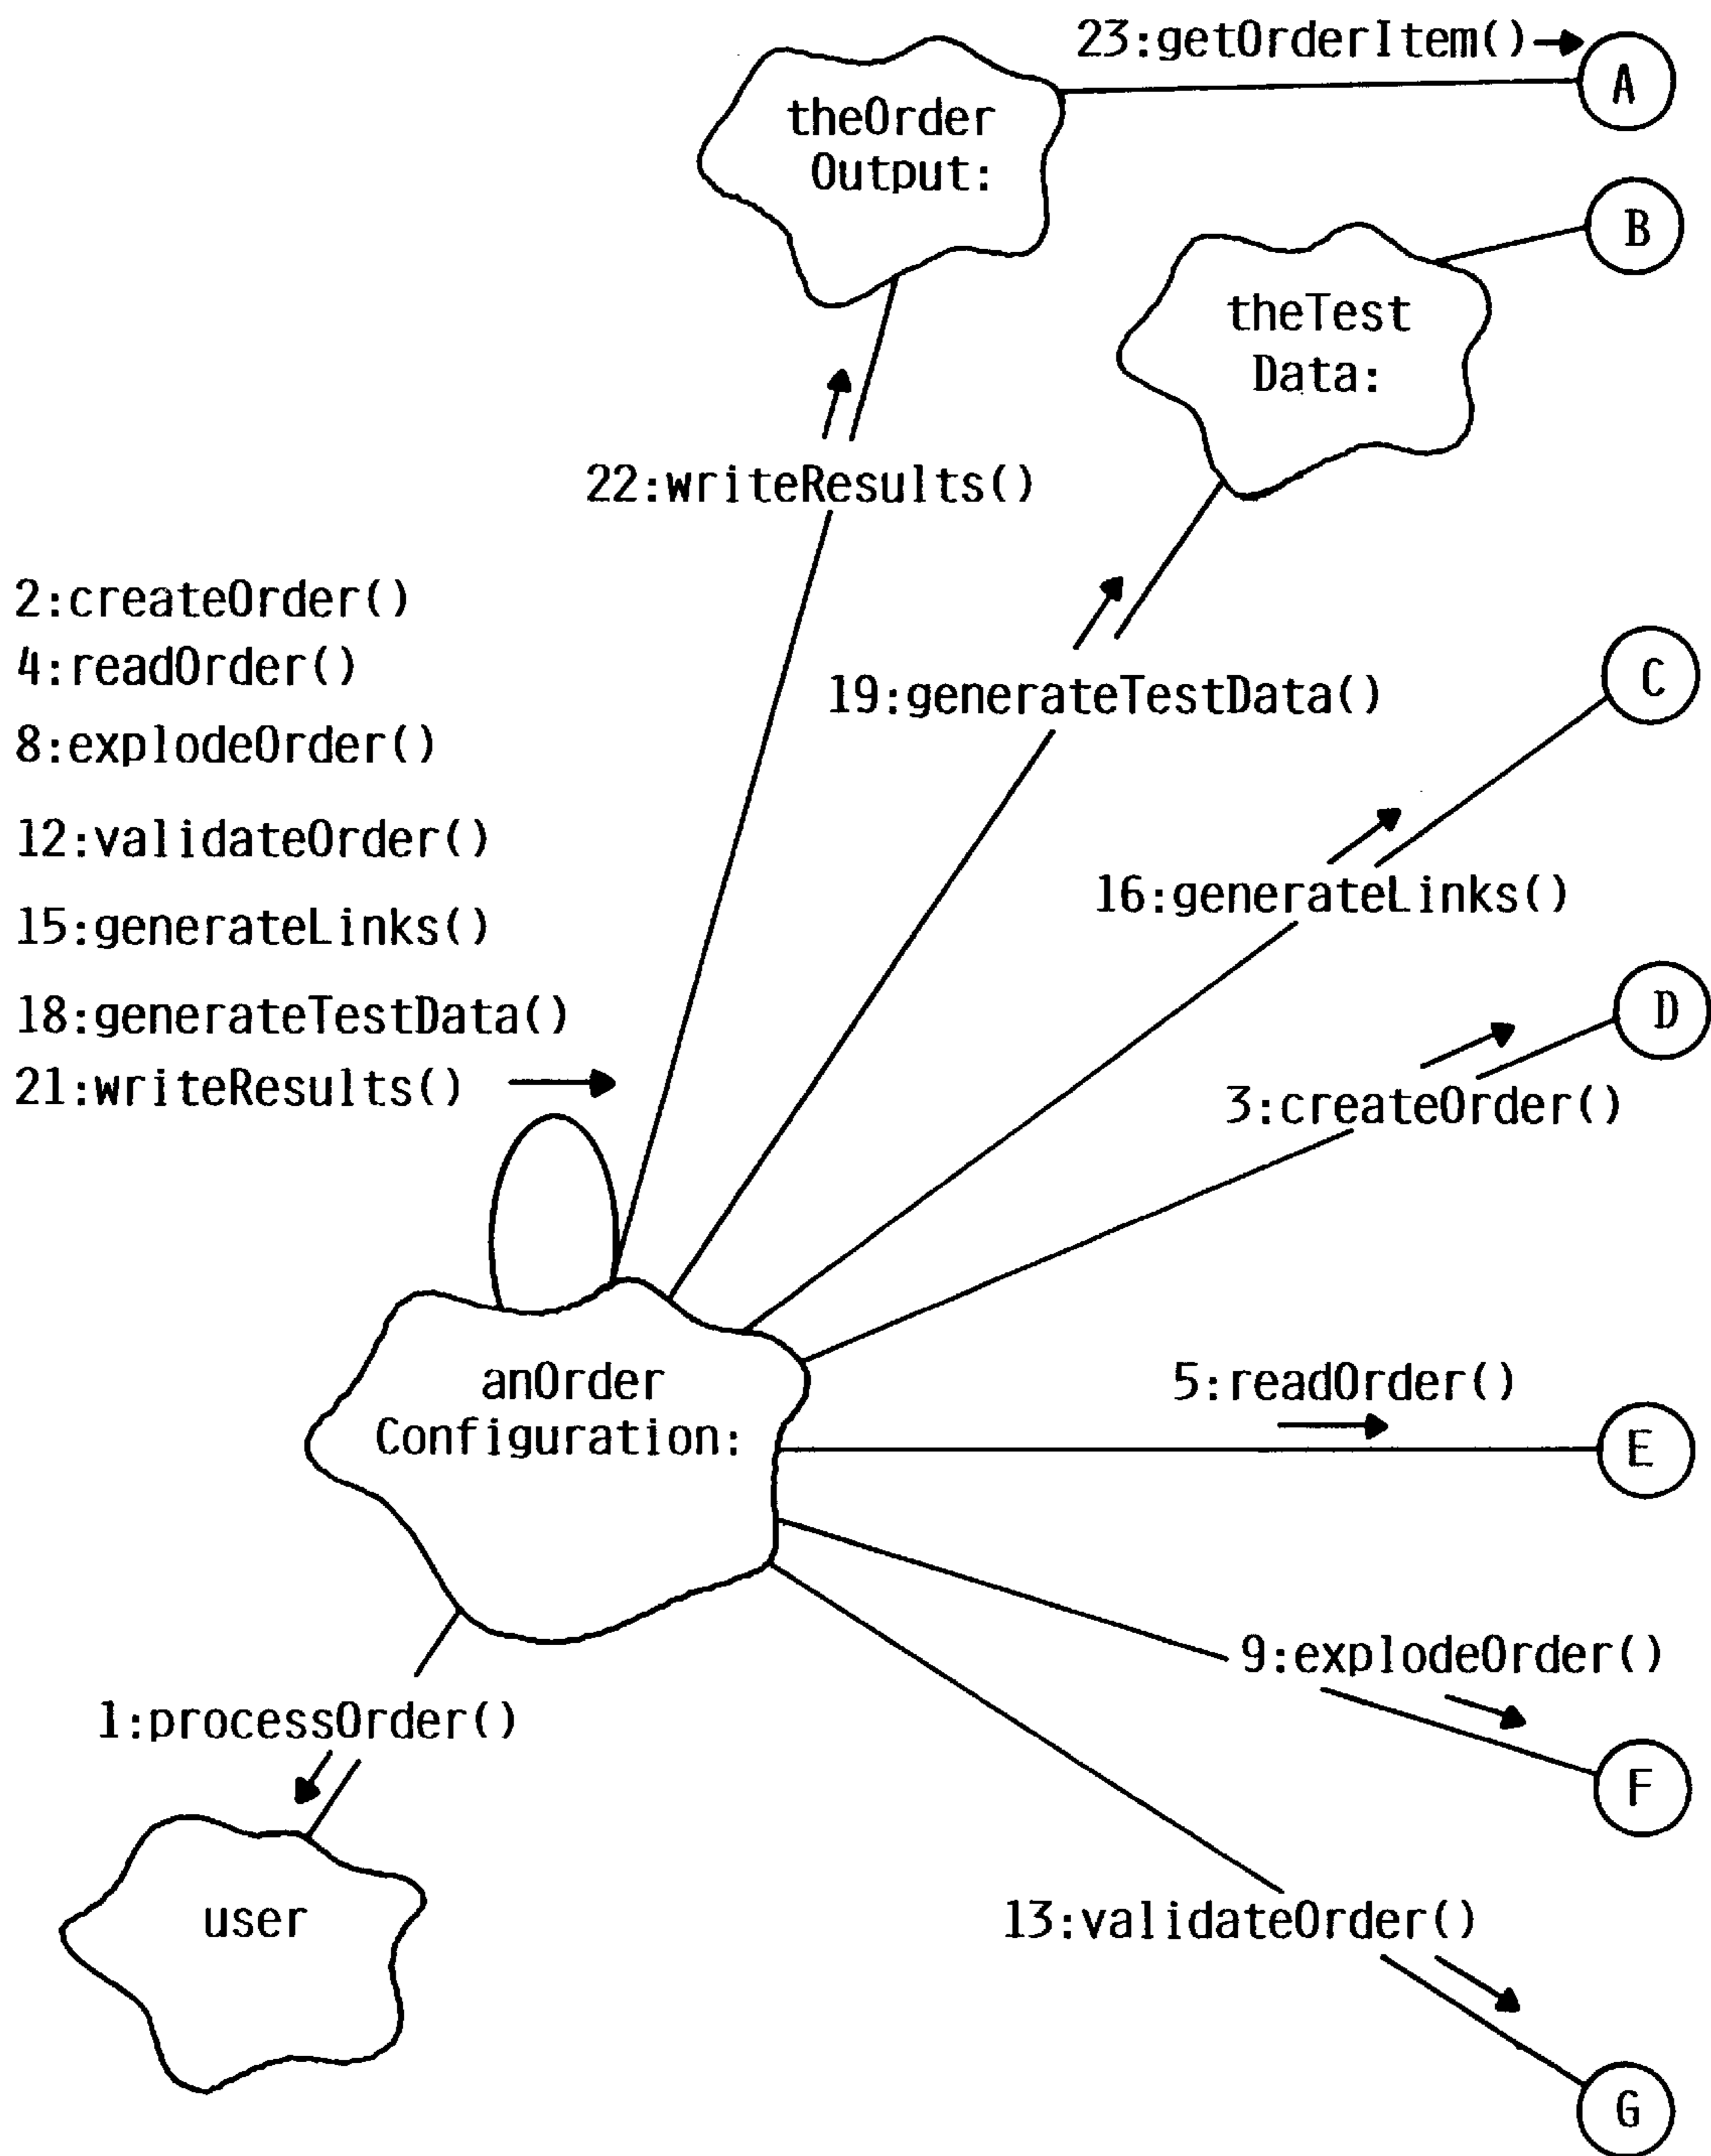 23:getOrderItem()
A
theOrder
Output:
B
theTest
Data:
22:writeResults()
2:createOrder()
4:readOrder()
8:explodeOrder()
12:validateOrder()
15:generateLinks()
18:generateTestData()
21:writeResults()
19:generateTestData()
C
16:generateLinks()
D
3:createOrder()
anOrder
Configuration:
5:readOrder()
E
9:explodeOrder()
F
1:processOrder()
user
13:validateOrder()
G